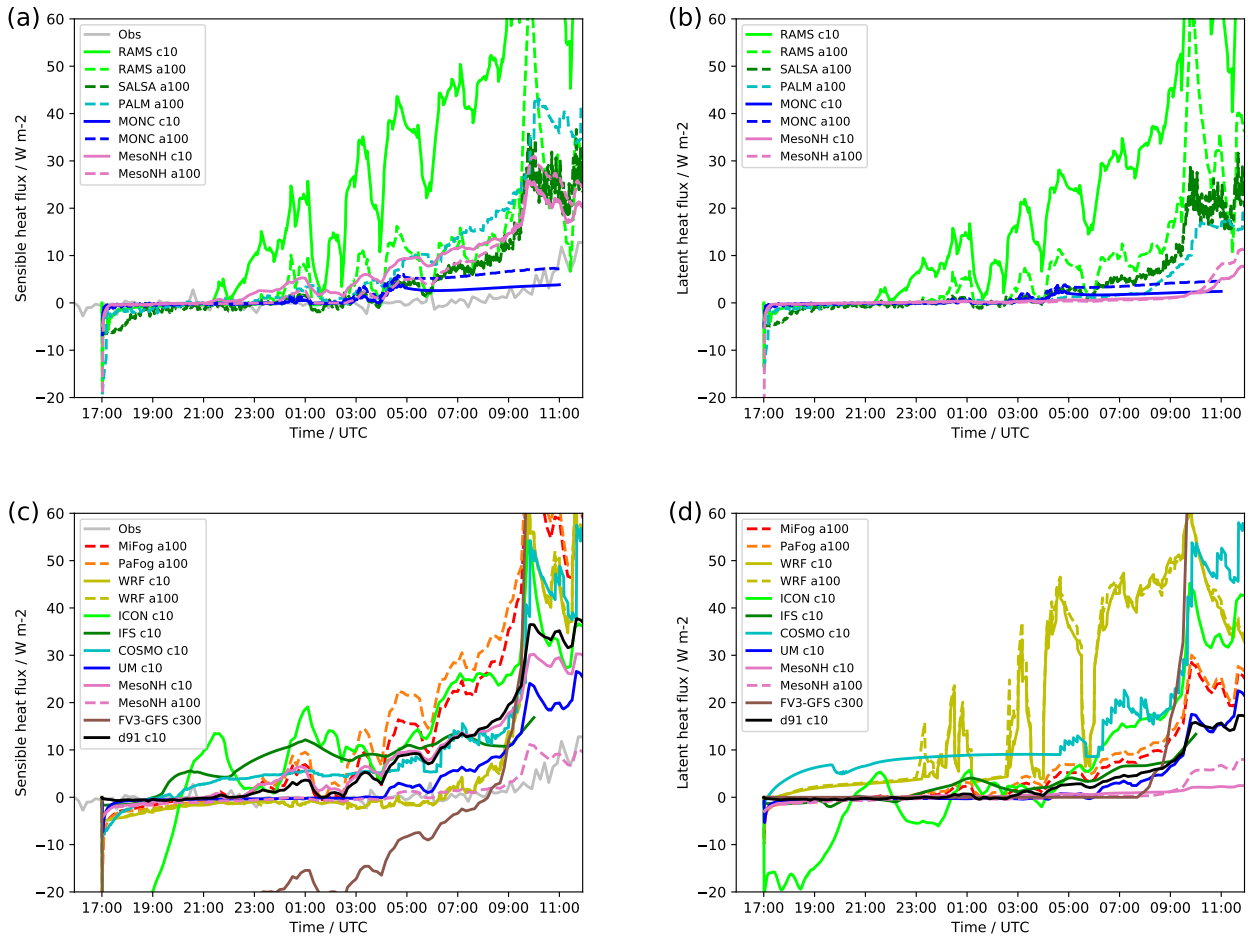 (a)
60
50
40
30
20
10
0
−10
−20
Sensible heat flux / W m-2
Obs
RAMS c10
RAMS a100
SALSA a100
PALM a100
MONC c10
MONC a100
MesoNH c10
MesoNH a100
17:00 19:00 21:00 23:00 01:00 03:00 05:00 07:00 09:00 11:00
Time / UTC
(b)
60
50
40
30
20
10
0
−10
−20
Latent heat flux / W m-2
RAMS c10
RAMS a100
SALSA a100
PALM a100
MONC c10
MONC a100
MesoNH c10
MesoNH a100
17:00 19:00 21:00 23:00 01:00 03:00 05:00 07:00 09:00 11:00
Time / UTC
(c)
60
50
40
30
20
10
0
−10
−20
Sensible heat flux / W m-2
Obs
MiFog a100
PaFog a100
WRF c10
WRF a100
ICON c10
IFS c10
COSMO c10
UM c10
MesoNH c10
MesoNH a100
FV3-GFS c300
d91 c10
17:00 19:00 21:00 23:00 01:00 03:00 05:00 07:00 09:00 11:00
Time / UTC
(d)
60
50
40
30
20
10
0
−10
−20
Latent heat flux / W m-2
MiFog a100
PaFog a100
WRF c10
WRF a100
ICON c10
IFS c10
COSMO c10
UM c10
MesoNH c10
MesoNH a100
FV3-GFS c300
d91 c10
17:00 19:00 21:00 23:00 01:00 03:00 05:00 07:00 09:00 11:00
Time / UTC